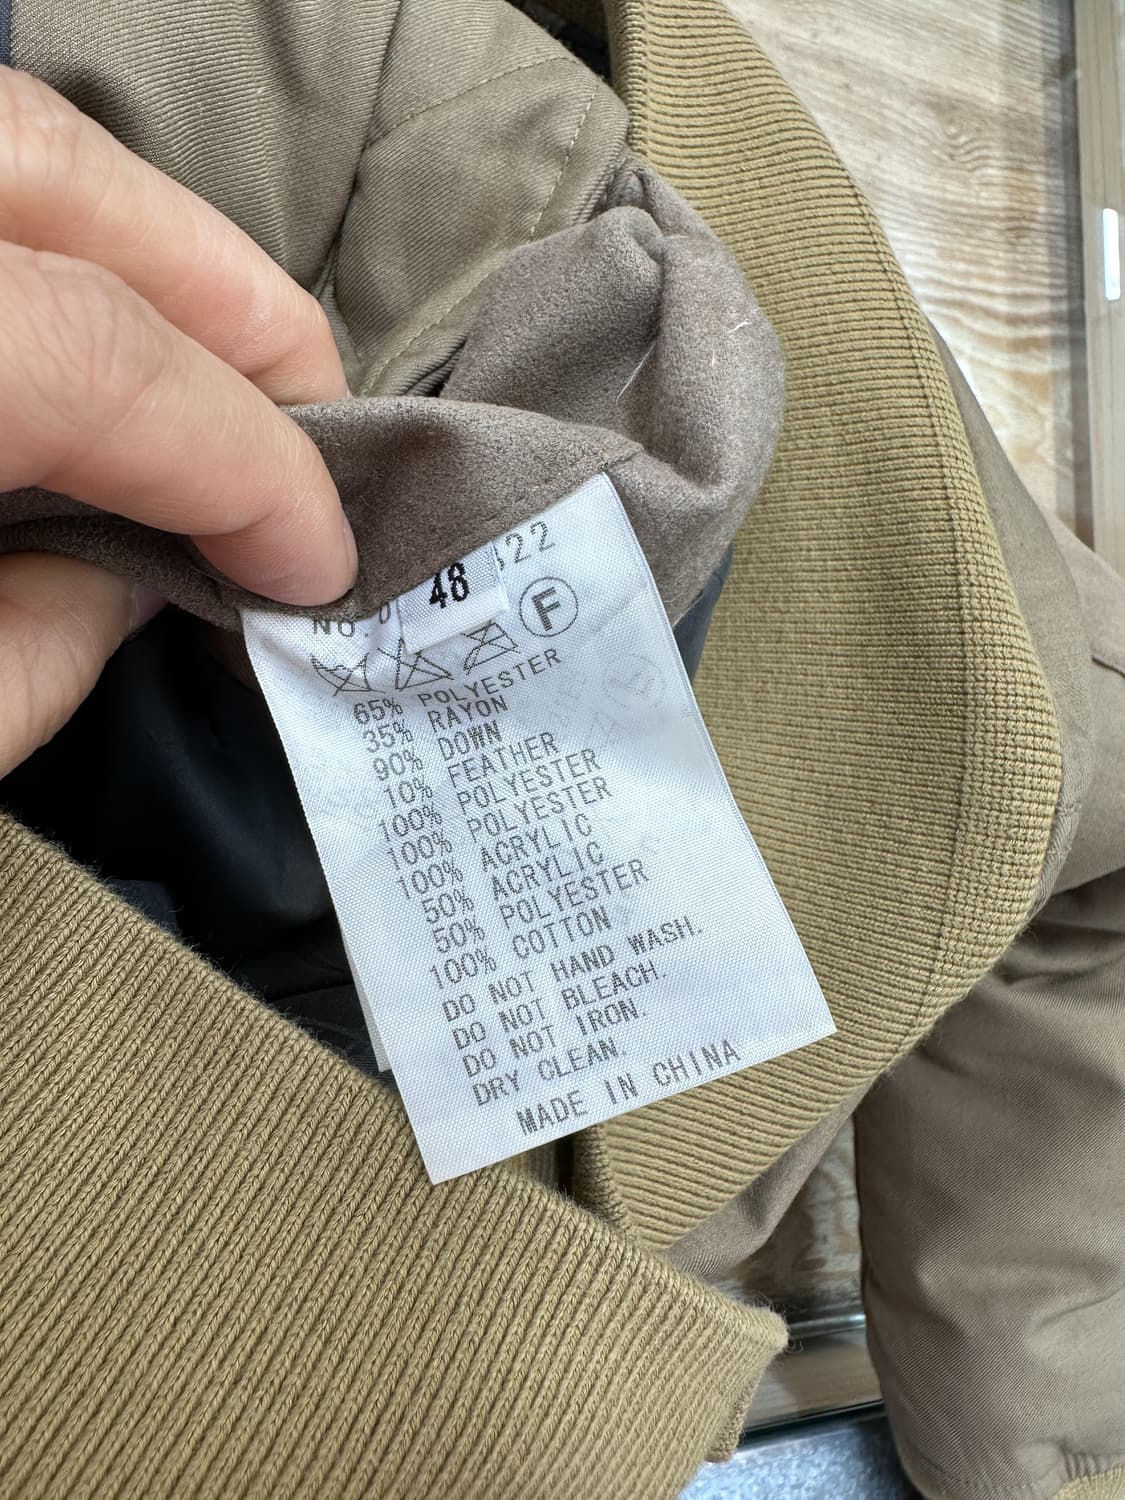 22
48
NO.0
F
65% POLYESTER
35% RAYON
90% DOWN
10% FEATHER
100% POLYESTER
100% POLYESTER
100% ACRYLIC
50% ACRYLIC
50% POLYESTER
100% COTTON
DO NOT HAND WASH.
DO NOT BLEACH.
DO NOT IRON.
DRY CLEAN.
MADE IN CHINA